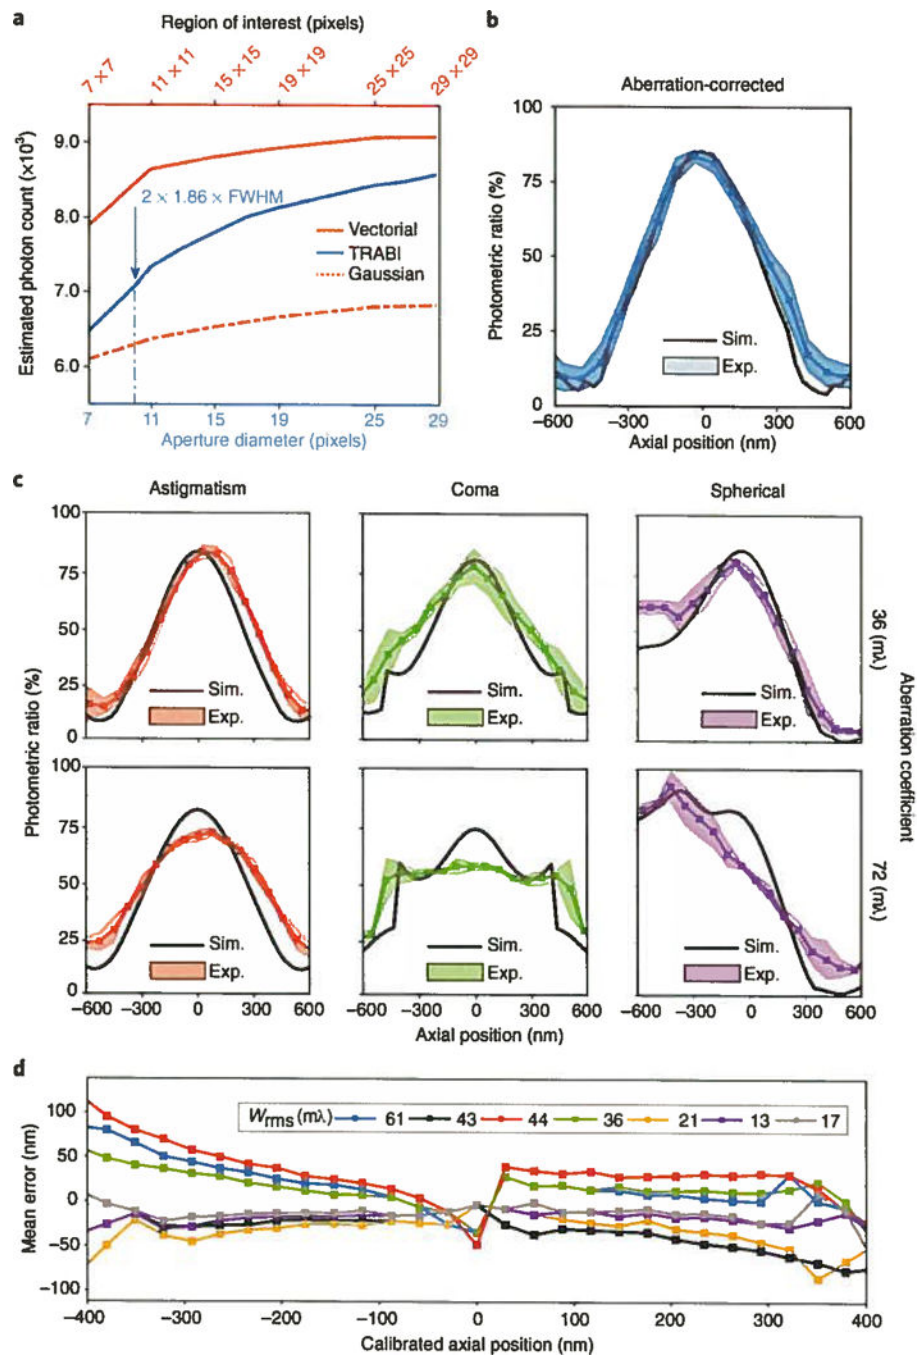 a
Region of interest (pixels)
7 × 7
11 × 11
15 × 15
19 × 19
25 × 25
29 × 29
Estimated photon count (×10³)
9.0
8.0
7.0
6.0
2 × 1.86 × FWHM
Vectorial
TRABI
Gaussian
7
11
15
19
25
29
Aperture diameter (pixels)
b
Aberration-corrected
Photometric ratio (%)
100
75
50
25
0
Sim.
Exp.
−600
−300
0
300
600
Axial position (nm)
c
Astigmatism
Coma
Spherical
Photometric ratio (%)
100
75
50
25
0
Sim.
Exp.
Sim.
Exp.
Sim.
Exp.
36 (mλ)
Aberration coefficient
100
75
50
25
0
Sim.
Exp.
Sim.
Exp.
Sim.
Exp.
72 (mλ)
−600 −300 0 300 600
−600 −300 0 300 600
−600 −300 0 300 600
Axial position (nm)
d
Mean error (nm)
100
50
0
−50
−100
Wrms (mλ) 61 43 44 36 21 13 17
−400 −300 −200 −100 0 100 200 300 400
Calibrated axial position (nm)